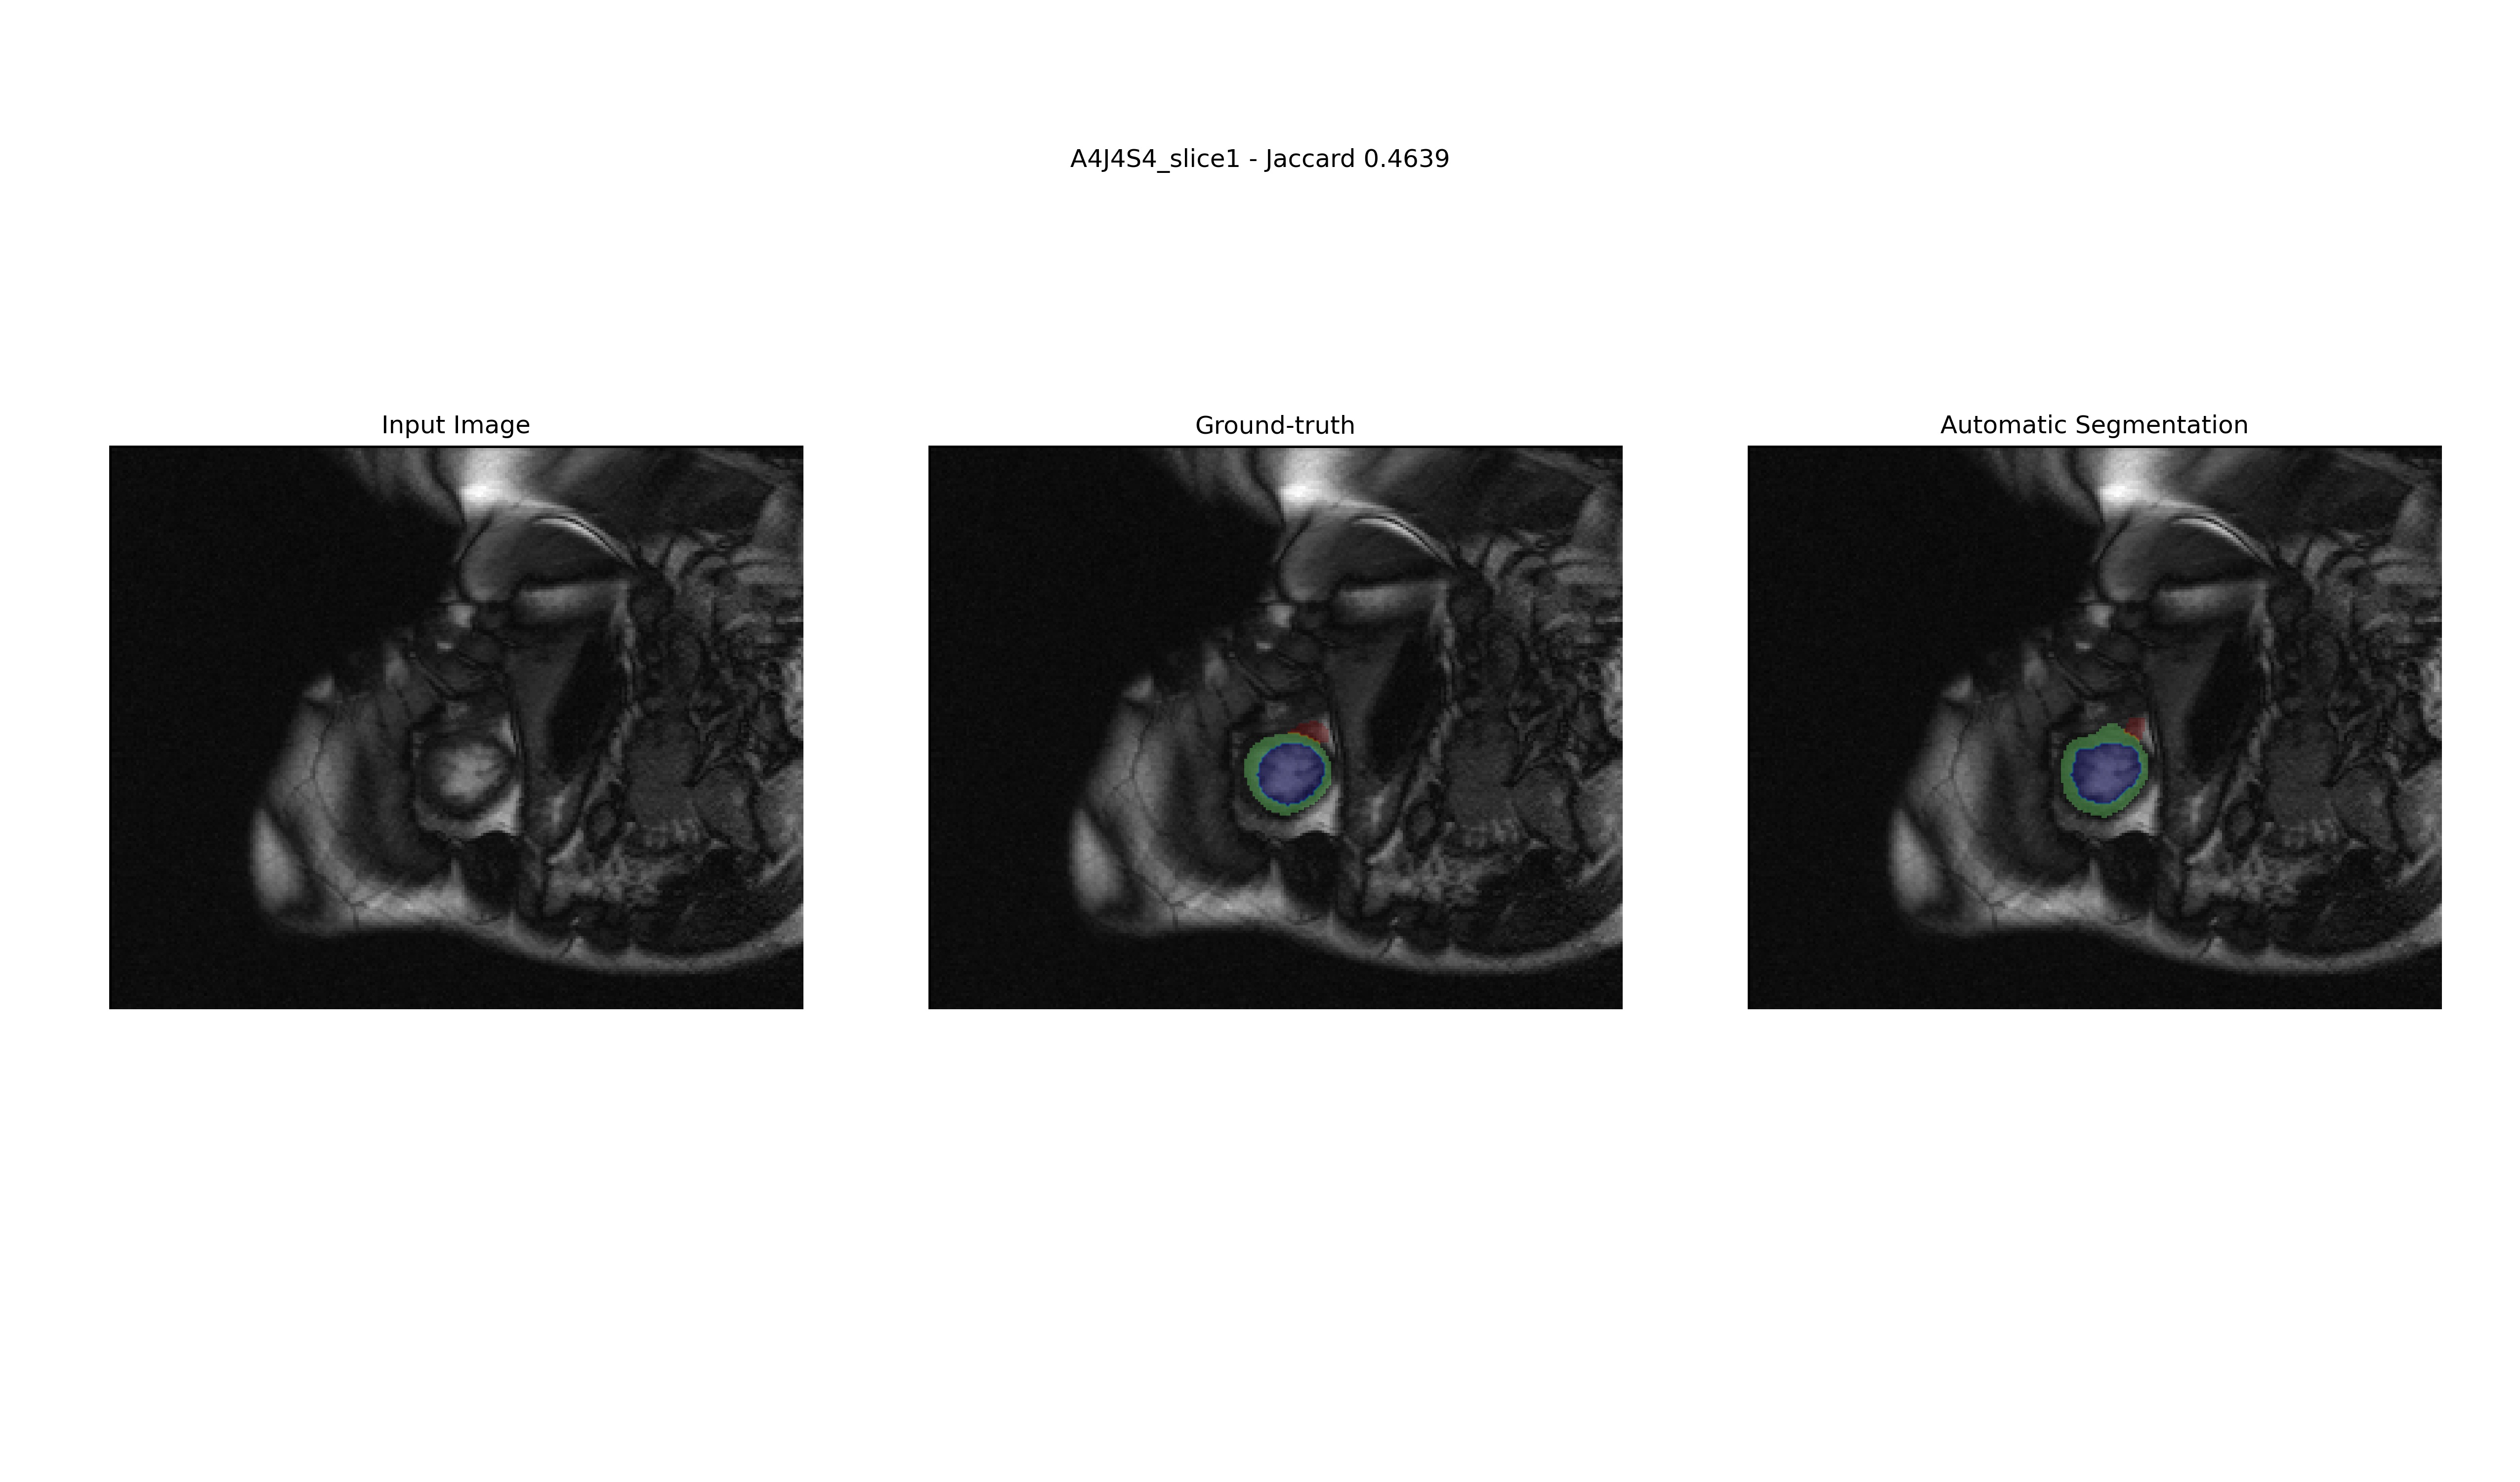 A4J4S4_slice1 - Jaccard 0.4639
Input Image
Ground-truth
Automatic Segmentation